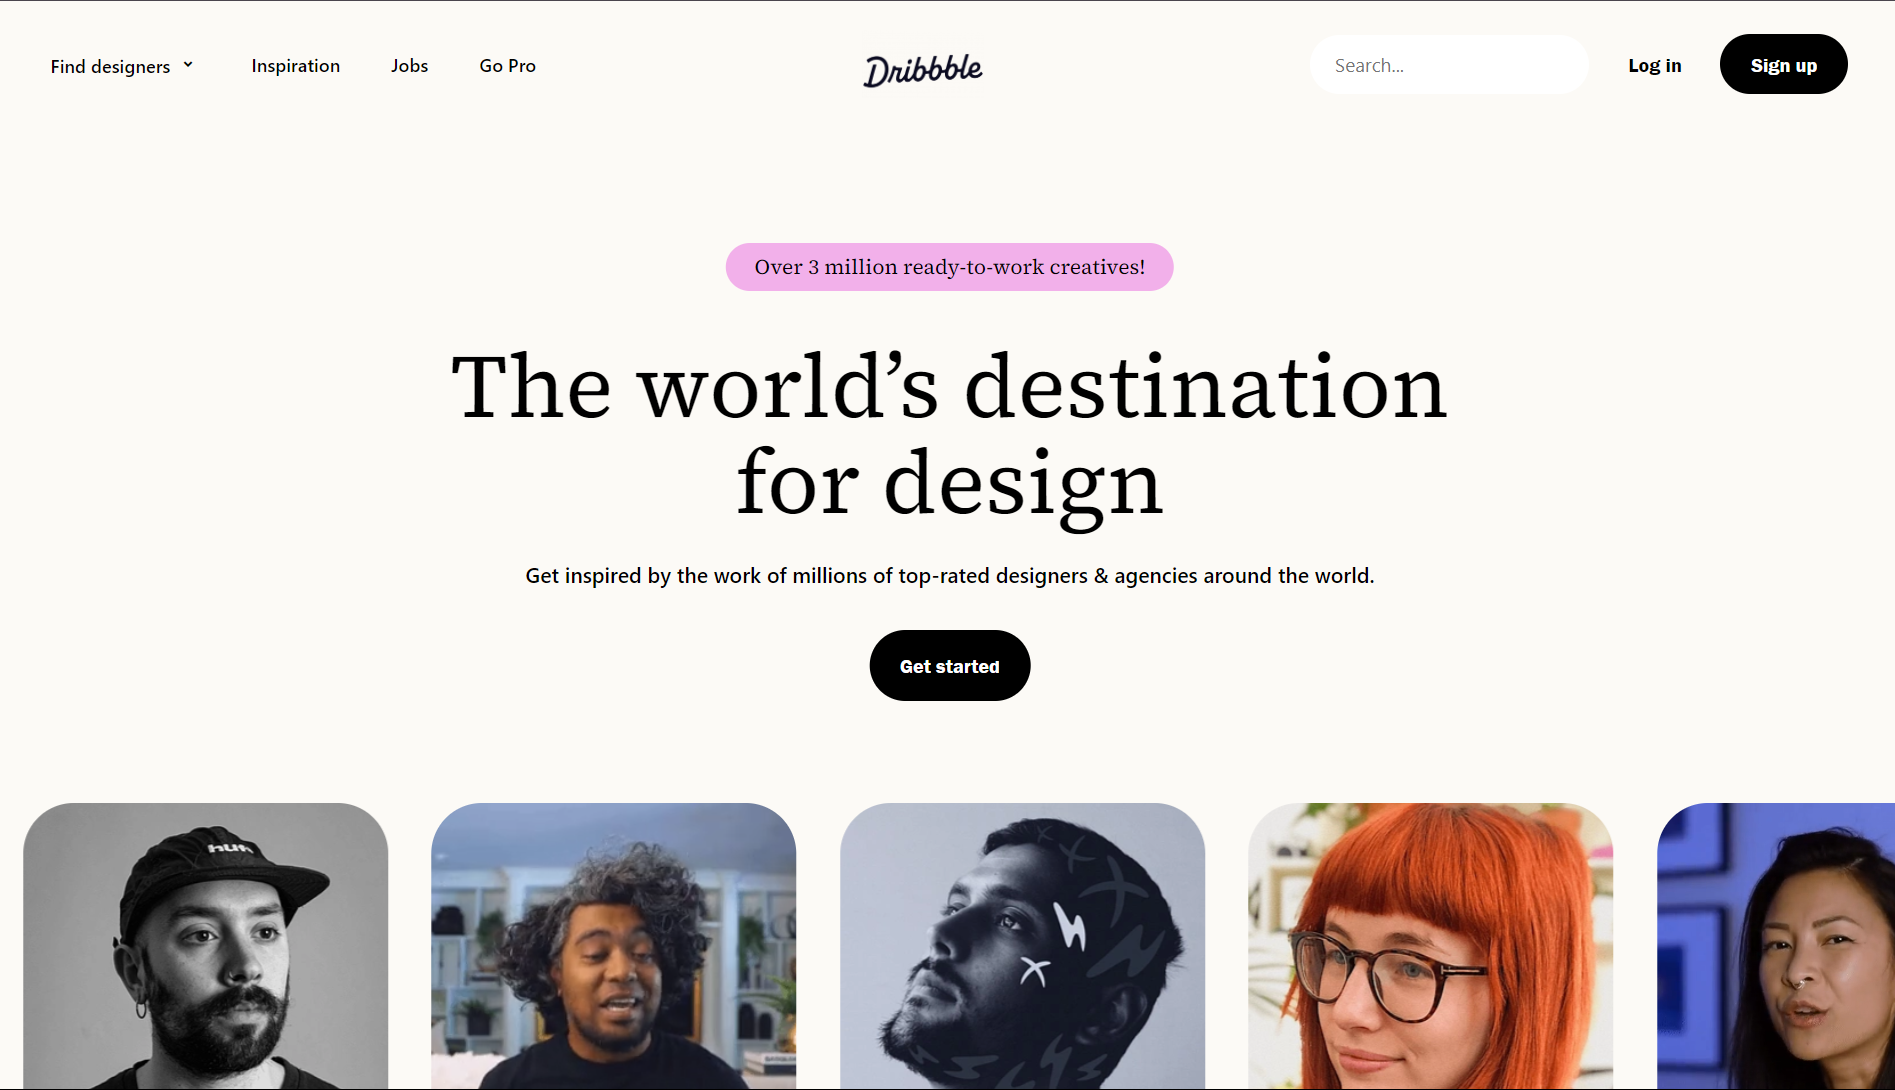 Find designers
Inspiration
Jobs
Go Pro
Dribbble
Search...
Log in
Sign up
Over 3 million ready-to-work creatives!
The world’s destination
for design
Get inspired by the work of millions of top-rated designers & agencies around the world.
Get started
huf